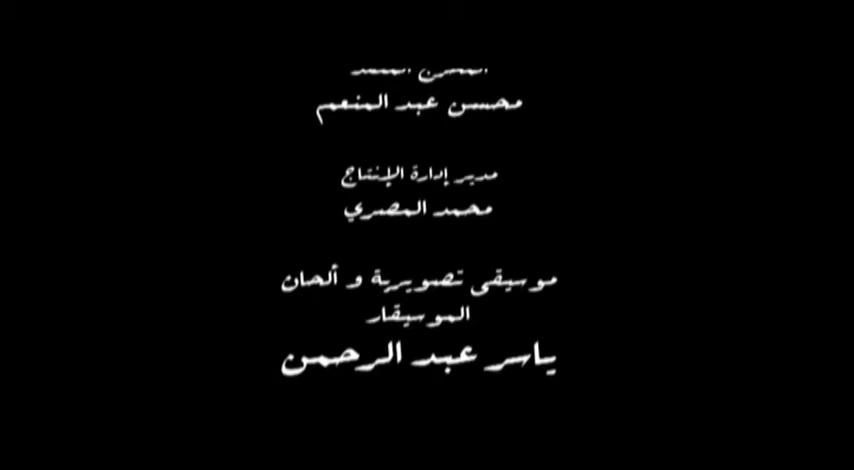 محسن عبد المنعم
مدير إدارة الإنتاج
محمد المصري
موسيقى تصويرية و ألحان
الموسيقار
ياسر عبد الرحمن